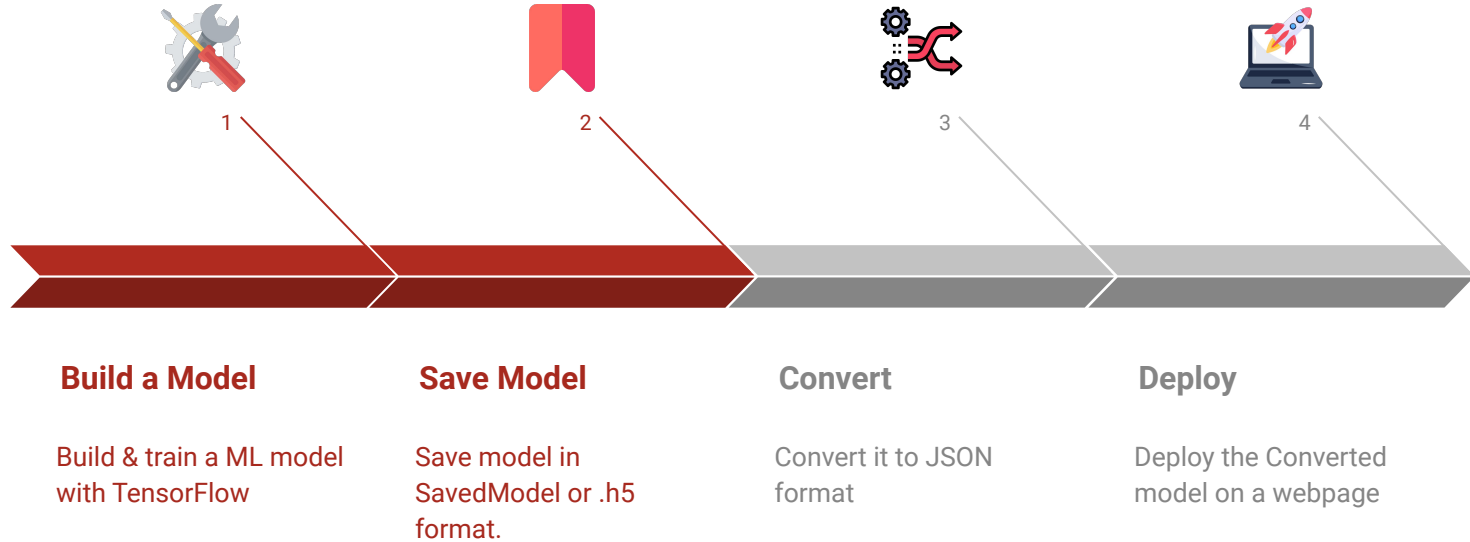 1
2
3
4
Build a Model
Save Model
Convert
Deploy
Build & train a ML model
with TensorFlow
Save model in
SavedModel or .h5
format.
Convert it to JSON
format
Deploy the Converted
model on a webpage